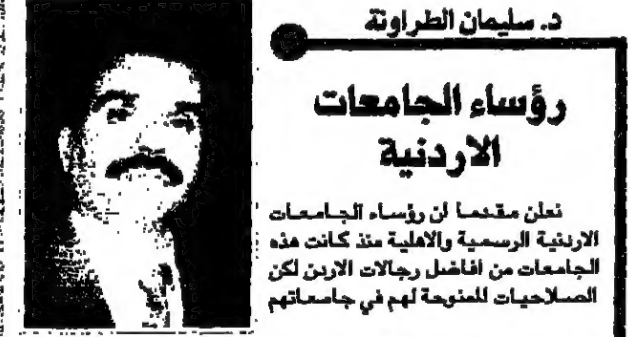 د. سليمان الطراونة
رؤساء الجامعات
الاردنية
نعلن مقدما ان رؤساء الجامعات
الاردنية الرسمية والاهلية منذ كانت هذه
الجامعات من افاضل رجالات الاردن لكن
الصلاحيات الممنوحة لهم في جامعاتهم